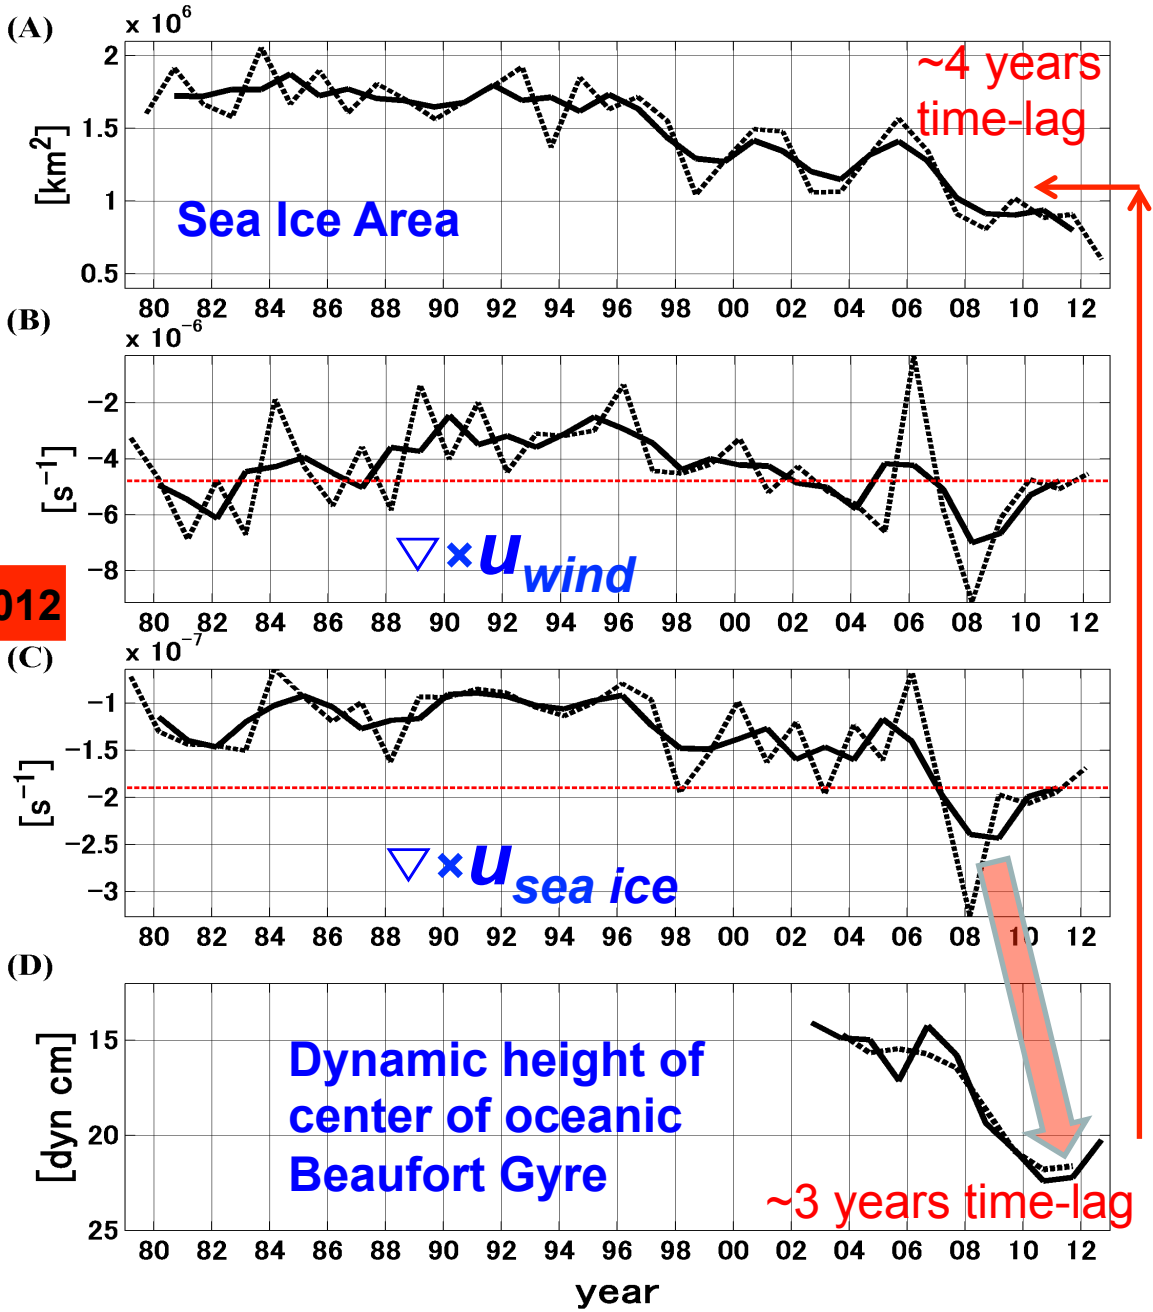 (A)
x 10⁶
2
1.5
1
0.5
[km²]
Sea Ice Area
~4 years
time-lag
80 82 84 86 88 90 92 94 96 98 00 02 04 06 08 10 12
(B)
x 10⁻⁶
−2
−4
−6
−8
[s⁻¹]
▽×u wind
012
80 82 84 86 88 90 92 94 96 98 00 02 04 06 08 10 12
(C)
x 10⁻⁷
−1
−1.5
−2
−2.5
−3
[s⁻¹]
▽×u sea ice
80 82 84 86 88 90 92 94 96 98 00 02 04 06 08 10 12
(D)
15
20
25
[dyn cm]
Dynamic height of
center of oceanic
Beaufort Gyre
~3 years time-lag
80 82 84 86 88 90 92 94 96 98 00 02 04 06 08 10 12
year